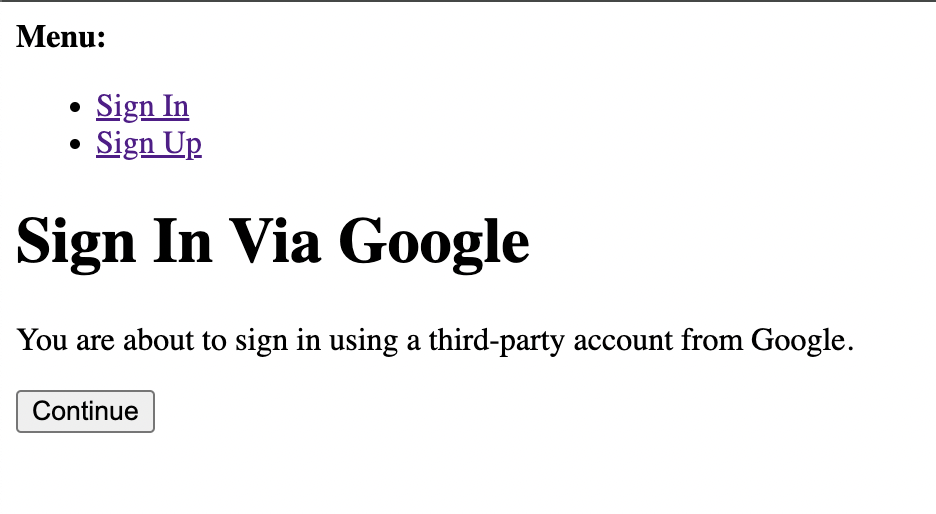 Menu:
Sign In
Sign Up
Sign In Via Google
You are about to sign in using a third-party account from Google.
Continue